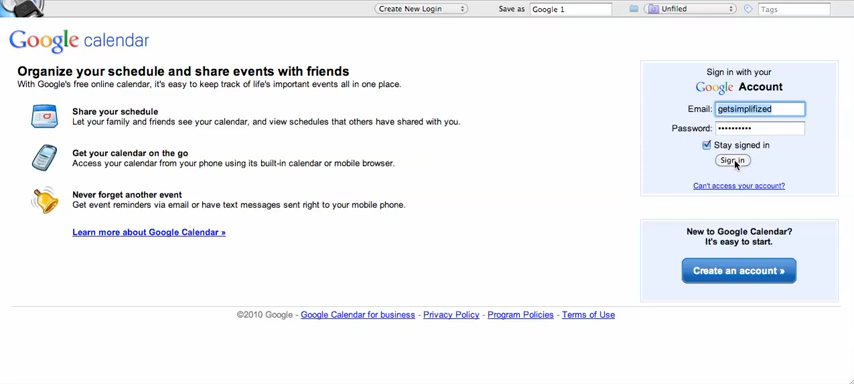 Create New Login Save as Google 1 Unfiled Tags
Google calendar
Organize your schedule and share events with friends
With Google's free online calendar, it's easy to keep track of life's important events all in one place.
Share your schedule
Let your family and friends see your calendar, and view schedules that others have shared with you.
Get your calendar on the go
Access your calendar from your phone using its built-in calendar or mobile browser.
Never forget another event
Get event reminders via email or have text messages sent right to your mobile phone.
Learn more about Google Calendar »
Sign in with your
Google Account
Email: getsimplifized
Password: ••••••••••
Stay signed in
Sign in
Can't access your account?
New to Google Calendar?
It's easy to start.
Create an account »
©2010 Google - Google Calendar for business - Privacy Policy - Program Policies - Terms of Use